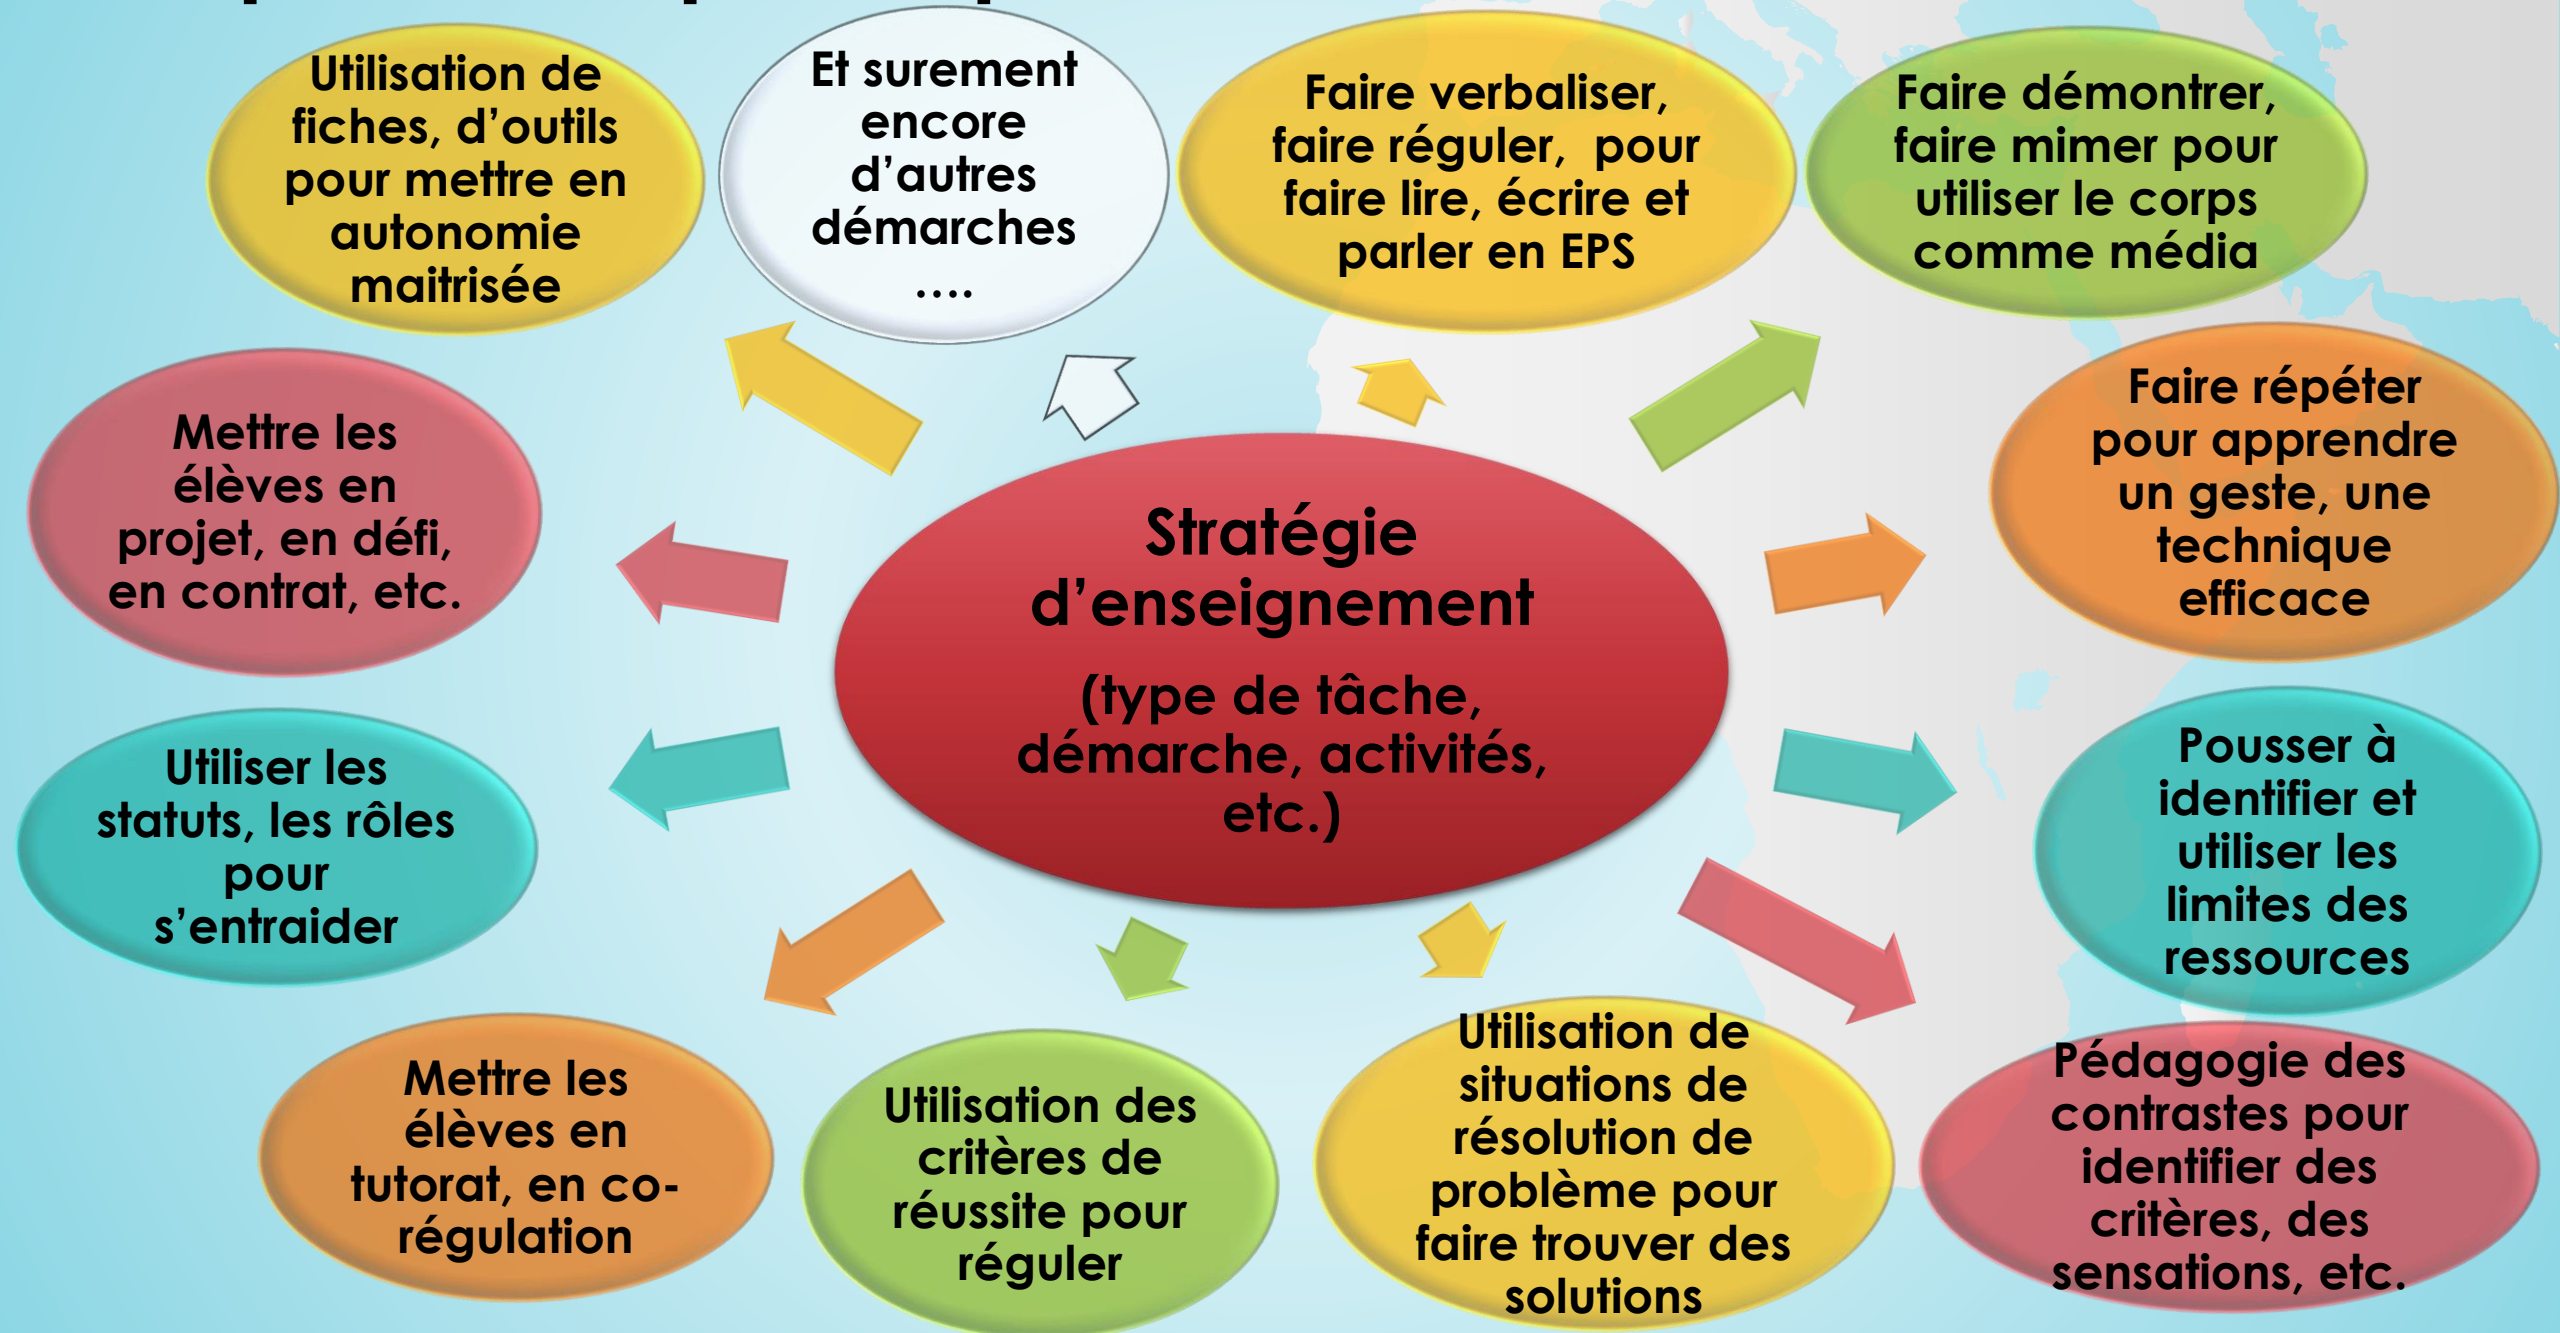 Utilisation de
fiches, d’outils
pour mettre en
autonomie
maitrisée
Et surement
encore
d’autres
démarches
....
Faire verbaliser,
faire réguler, pour
faire lire, écrire et
parler en EPS
Faire démontrer,
faire mimer pour
utiliser le corps
comme média
Mettre les
élèves en
projet, en défi,
en contrat, etc.
Stratégie
d’enseignement
(type de tâche,
démarche, activités,
etc.)
Faire répéter
pour apprendre
un geste, une
technique
efficace
Utiliser les
statuts, les rôles
pour
s’entraider
Pousser à
identifier et
utiliser les
limites des
ressources
Mettre les
élèves en
tutorat, en co-
régulation
Utilisation des
critères de
réussite pour
réguler
Utilisation de
situations de
résolution de
problème pour
faire trouver des
solutions
Pédagogie des
contrastes pour
identifier des
critères, des
sensations, etc.